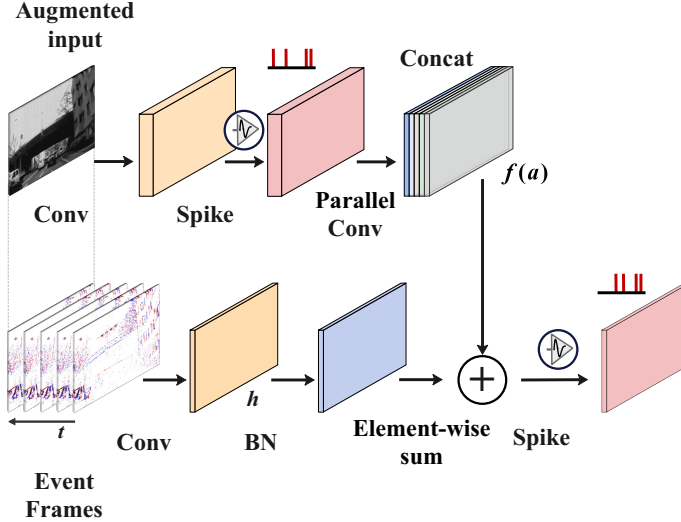 Augmented
input
Concat
Conv
Spike
Parallel
Conv
f(a)
h
t
Conv
BN
Element-wise
sum
Spike
Event
Frames